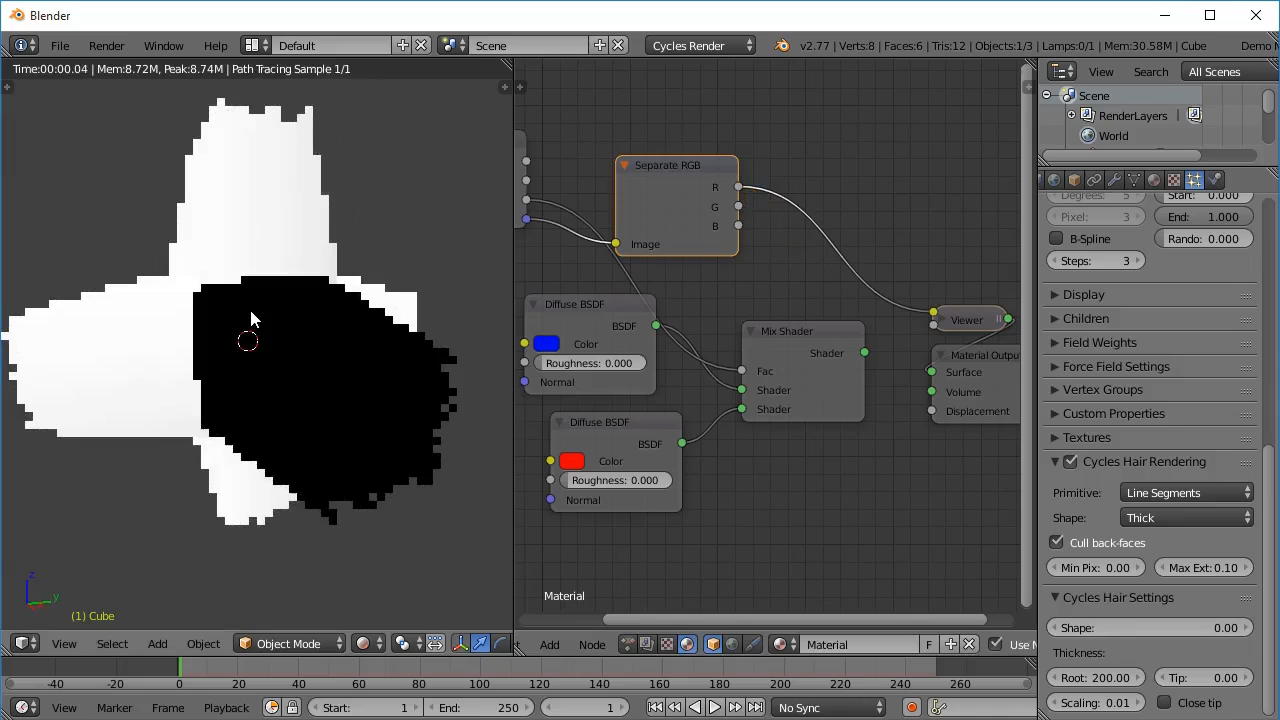 Blender
File Render Window Help Default Scene Cycles Render v2.77 | Verts:8 | Faces:6 | Tris:12 | Objects:1/3 | Lamps:0/1 | Mem:30.58M | Cube Demo
Time:00:00.04 | Mem:8.72M, Peak:8.74M | Path Tracing Sample 1/1
View Search All Scenes
Scene
RenderLayers
World
Separate RGB
R
G
B
Image
Degrees: 5 Start: 0.000
Pixel: 3 End: 1.000
B-Spline Rando: 0.000
Steps: 3
Display
Children
Field Weights
Force Field Settings
Vertex Groups
Custom Properties
Textures
Cycles Hair Rendering
Primitive: Line Segments
Shape: Thick
Cull back-faces
Min Pix: 0.00 Max Ext: 0.10
Cycles Hair Settings
Shape: 0.00
Thickness:
Root: 200.00 Tip: 0.00
Scaling: 0.01 Close tip
Diffuse BSDF
BSDF
Color
Roughness: 0.000
Normal
Diffuse BSDF
BSDF
Color
Roughness: 0.000
Normal
Mix Shader
Shader
Fac
Shader
Shader
Viewer
Material Outpu
Surface
Volume
Displacement
Material
z
y
(1) Cube
View Select Add Object Object Mode
Add Node Material F
-40 -20 0 20 40 60 80 100 120 140 160 180 200 220 240 260
View Marker Frame Playback Start: 1 End: 250 1 No Sync